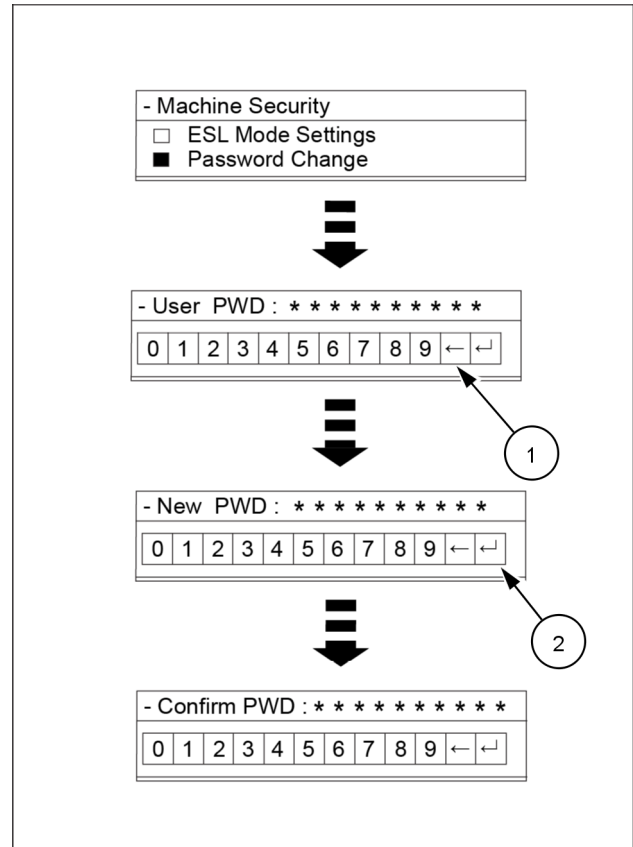 - Machine Security
□ ESL Mode Settings
■ Password Change
- User PWD : * * * * * * * * * *
0 1 2 3 4 5 6 7 8 9 ← ↵
1
- New PWD : * * * * * * * * * *
0 1 2 3 4 5 6 7 8 9 ← ↵
2
- Confirm PWD : * * * * * * * * * *
0 1 2 3 4 5 6 7 8 9 ← ↵